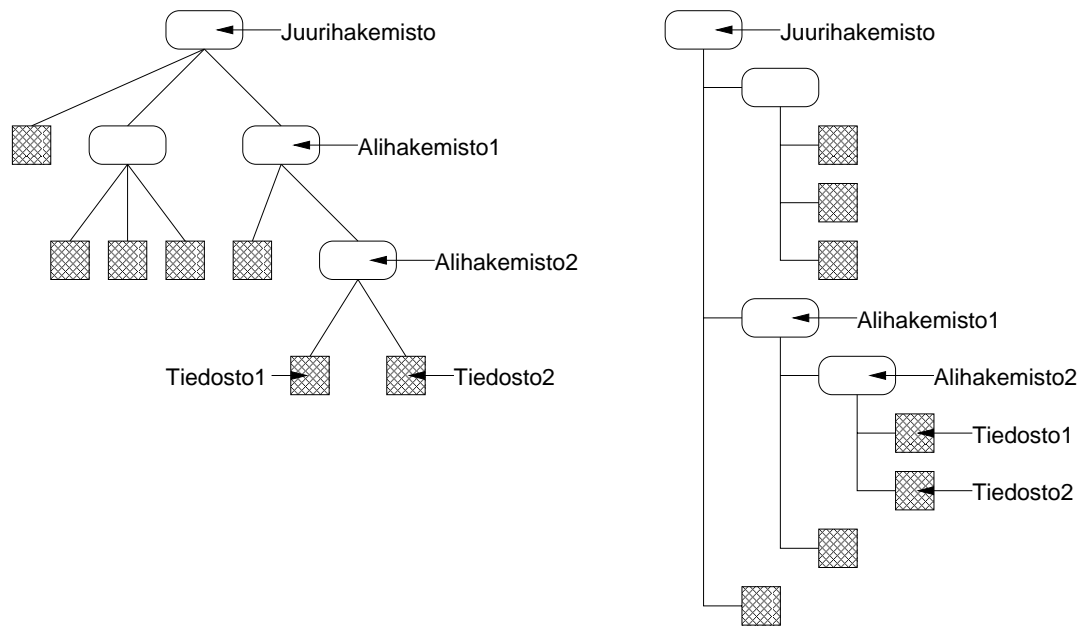 Juurihakemisto
Alihakemisto1
Alihakemisto2
Tiedosto1
Tiedosto2
Juurihakemisto
Alihakemisto1
Alihakemisto2
Tiedosto1
Tiedosto2